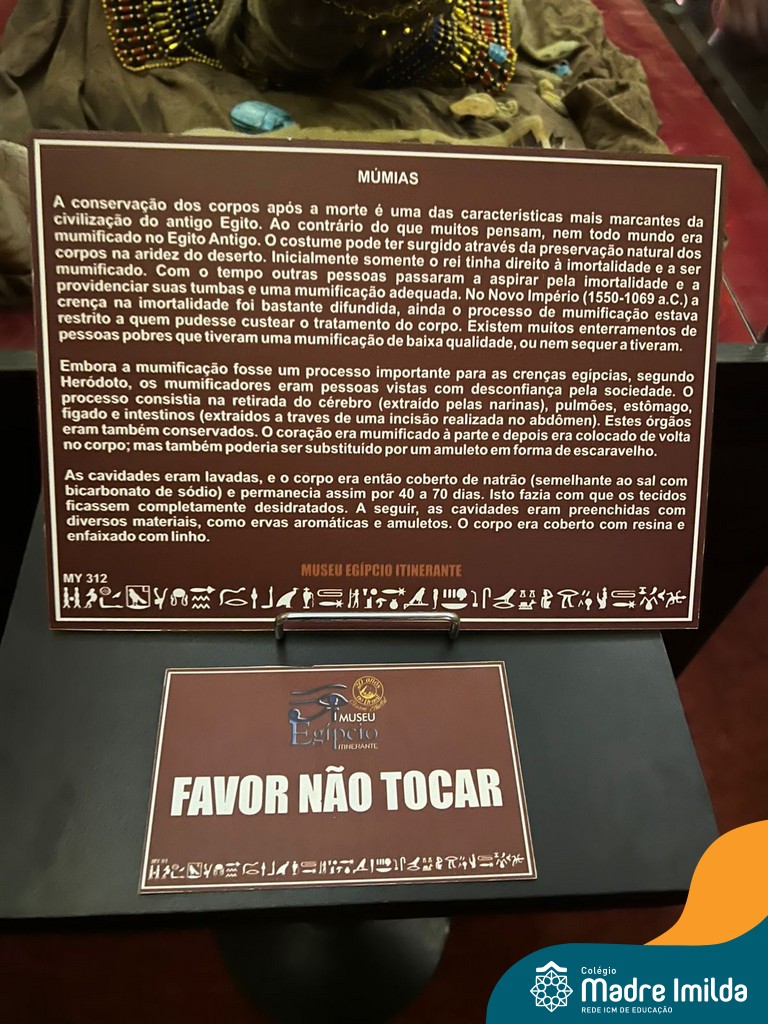 MÚMIAS
A conservação dos corpos após a morte é uma das características mais marcantes da
civilização do antigo Egito. Ao contrário do que muitos pensam, nem todo mundo era
mumificado no Egito Antigo. O costume pode ter surgido através da preservação natural dos
corpos na aridez do deserto. Inicialmente somente o rei tinha direito à imortalidade e a ser
mumificado. Com o tempo outras pessoas passaram a aspirar pela imortalidade e a
providenciar suas tumbas e uma mumificação adequada. No Novo Império (1550-1069 a.C.) a
crença na imortalidade foi bastante difundida, ainda o processo de mumificação estava
restrito a quem pudesse custear o tratamento do corpo. Existem muitos enterramentos de
pessoas pobres que tiveram uma mumificação de baixa qualidade, ou nem sequer a tiveram.
Embora a mumificação fosse um processo importante para as crenças egípcias, segundo
Heródoto, os mumificadores eram pessoas vistas com desconfiança pela sociedade. O
processo consistia na retirada do cérebro (extraído pelas narinas), pulmões, estômago,
figado e intestinos (extraidos a traves de uma incisão realizada no abdômen). Estes órgãos
eram também conservados. O coração era mumificado à parte e depois era colocado de volta
no corpo; mas também poderia ser substituído por um amuleto em forma de escaravelho.
As cavidades eram lavadas, e o corpo era então coberto de natrão (semelhante ao sal com
bicarbonato de sódio) e permanecia assim por 40 a 70 dias. Isto fazia com que os tecidos
ficassem completamente desidratados. A seguir, as cavidades eram preenchidas com
diversos materiais, como ervas aromáticas e amuletos. O corpo era coberto com resina e
enfaixado com linho.
MUSEU EGÍPCIO ITINERANTE
MY 312
20 anos
MUSEU
Egípcio
ITINERANTE
FAVOR NÃO TOCAR
Colégio
Madre Imilda
REDE ICM DE EDUCAÇÃO